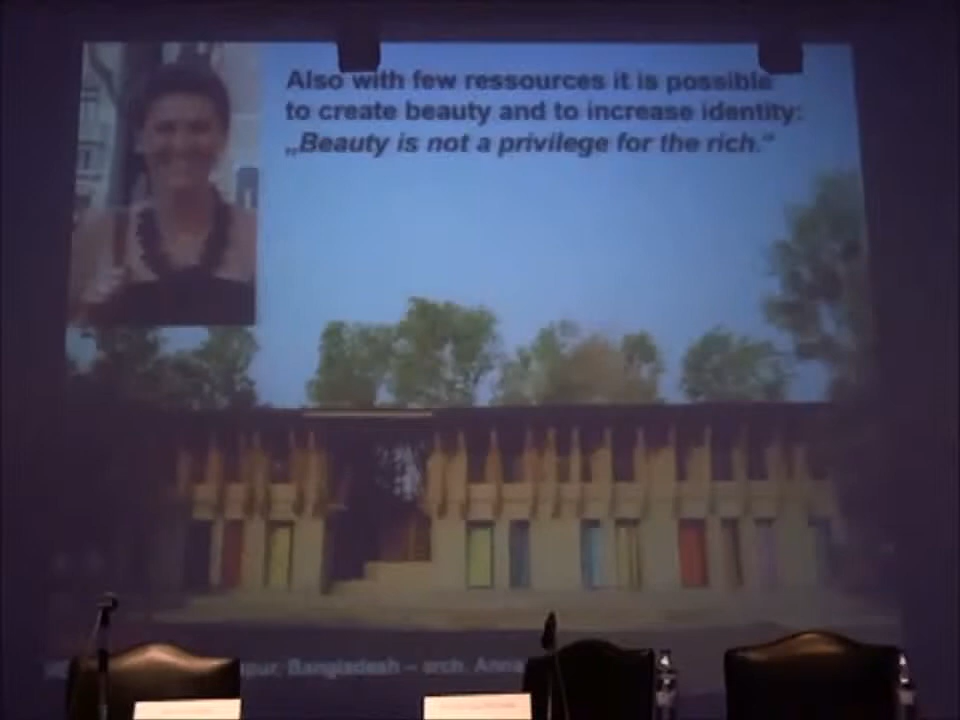 Also with few ressources it is possible
to create beauty and to increase identity:
„Beauty is not a privilege for the rich.“
Bangladesh – arch. Anna